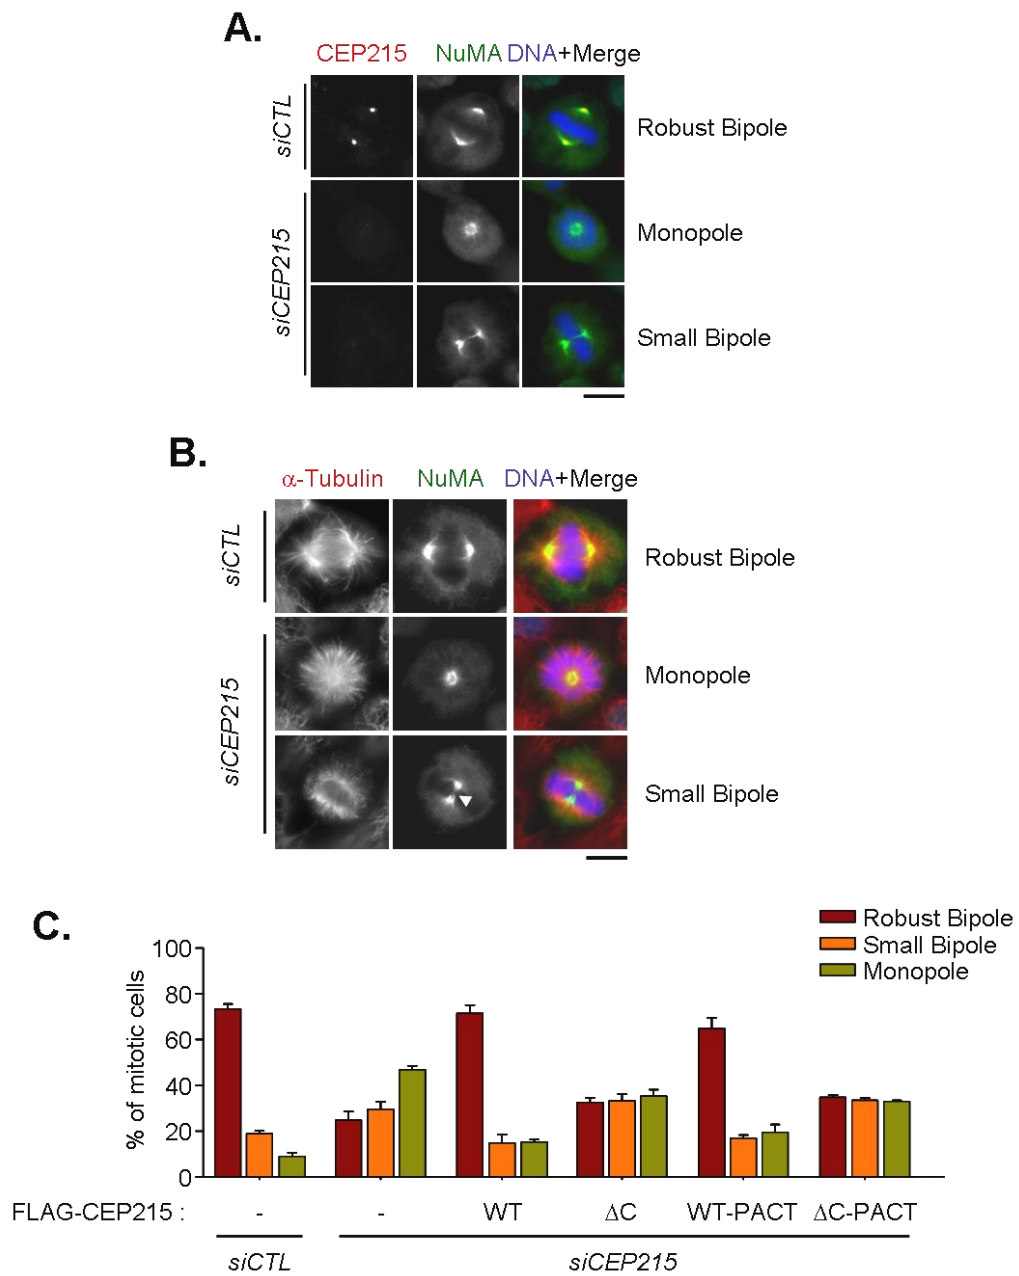 A.
CEP215 NuMA DNA+Merge
siCTL
Robust Bipole
siCEP215
Monopole
Small Bipole
B.
α-Tubulin NuMA DNA+Merge
siCTL
Robust Bipole
siCEP215
Monopole
Small Bipole
C.
Robust Bipole
Small Bipole
Monopole
% of mitotic cells
100
80
60
40
20
0
FLAG-CEP215 : - - WT ΔC WT-PACT ΔC-PACT
siCTL siCEP215